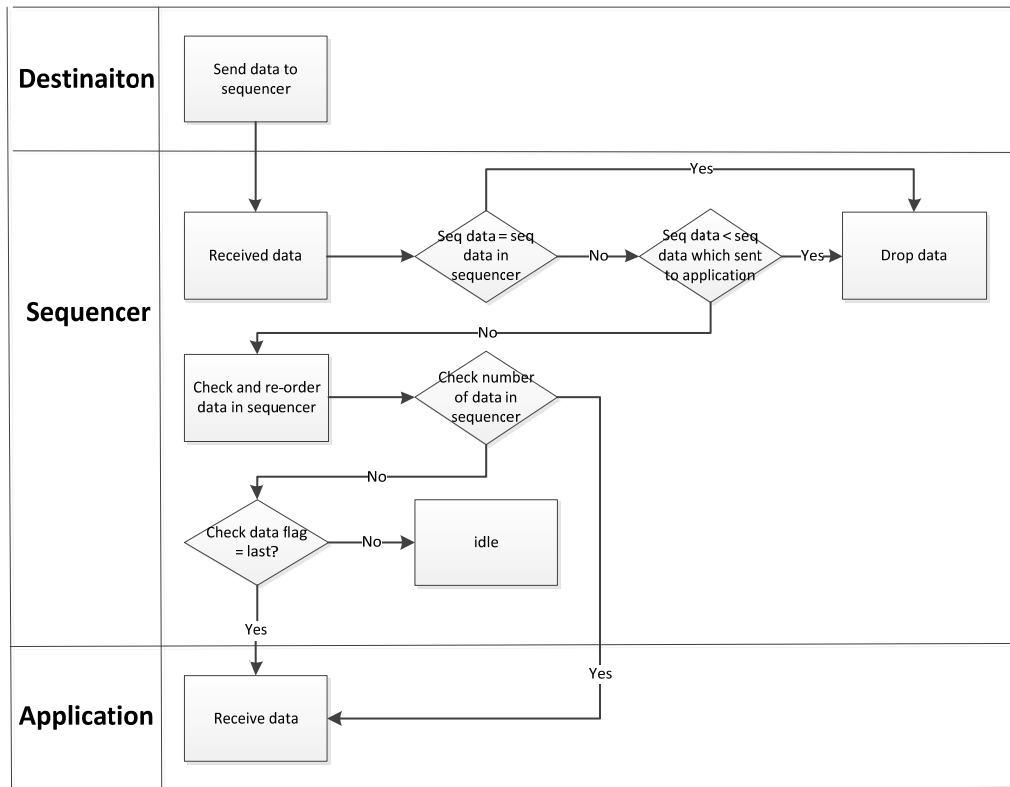 Destinaiton
Send data to
sequencer
Sequencer
Yes
Received data
Seq data = seq
data in
sequencer
No
Seq data < seq
data which sent
to application
Yes
Drop data
No
Check and re-order
data in sequencer
Check number
of data in
sequencer
No
Check data flag
= last?
No
idle
Yes
Yes
Application
Receive data